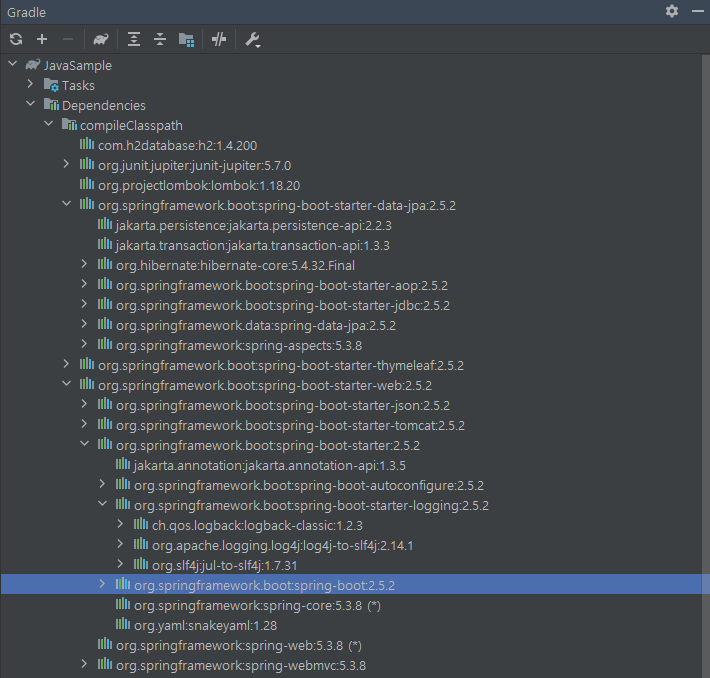 Gradle
JavaSample
Tasks
Dependencies
compileClasspath
com.h2database:h2:1.4.200
org.junit.jupiter:junit-jupiter:5.7.0
org.projectlombok:lombok:1.18.20
org.springframework.boot:spring-boot-starter-data-jpa:2.5.2
jakarta.persistence:jakarta.persistence-api:2.2.3
jakarta.transaction:jakarta.transaction-api:1.3.3
org.hibernate:hibernate-core:5.4.32.Final
org.springframework.boot:spring-boot-starter-aop:2.5.2
org.springframework.boot:spring-boot-starter-jdbc:2.5.2
org.springframework.data:spring-data-jpa:2.5.2
org.springframework:spring-aspects:5.3.8
org.springframework.boot:spring-boot-starter-thymeleaf:2.5.2
org.springframework.boot:spring-boot-starter-web:2.5.2
org.springframework.boot:spring-boot-starter-json:2.5.2
org.springframework.boot:spring-boot-starter-tomcat:2.5.2
org.springframework.boot:spring-boot-starter:2.5.2
jakarta.annotation:jakarta.annotation-api:1.3.5
org.springframework.boot:spring-boot-autoconfigure:2.5.2
org.springframework.boot:spring-boot-starter-logging:2.5.2
ch.qos.logback:logback-classic:1.2.3
org.apache.logging.log4j:log4j-to-slf4j:2.14.1
org.slf4j:jul-to-slf4j:1.7.31
org.springframework.boot:spring-boot:2.5.2
org.springframework:spring-core:5.3.8 (*)
org.yaml:snakeyaml:1.28
org.springframework:spring-web:5.3.8 (*)
org.springframework:spring-webmvc:5.3.8